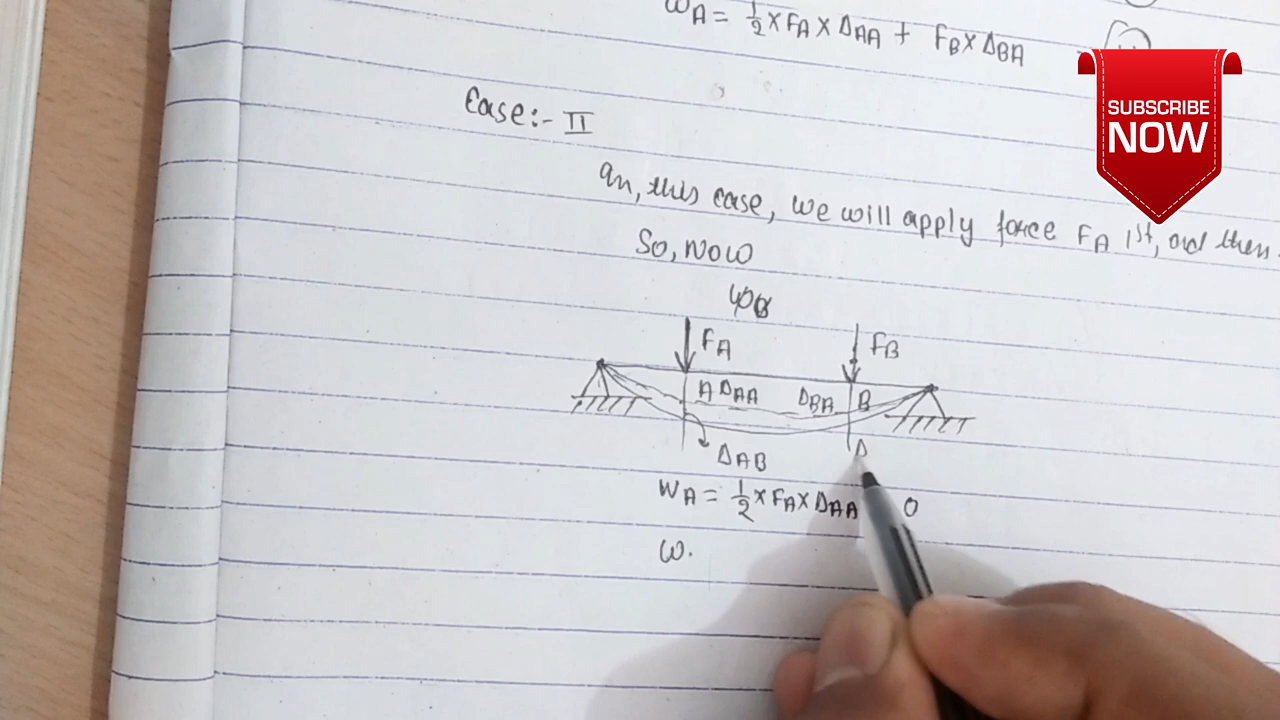 WA = 1/2 × FA × ΔAA + FB × ΔBA
SUBSCRIBE
NOW
Case:- II
In, this case, we will apply force FA 1st, and then
So, Now
FA
FB
A ΔAA ΔBA B
ΔAB Δ
WA = 1/2 × FA × ΔAA 0
W.